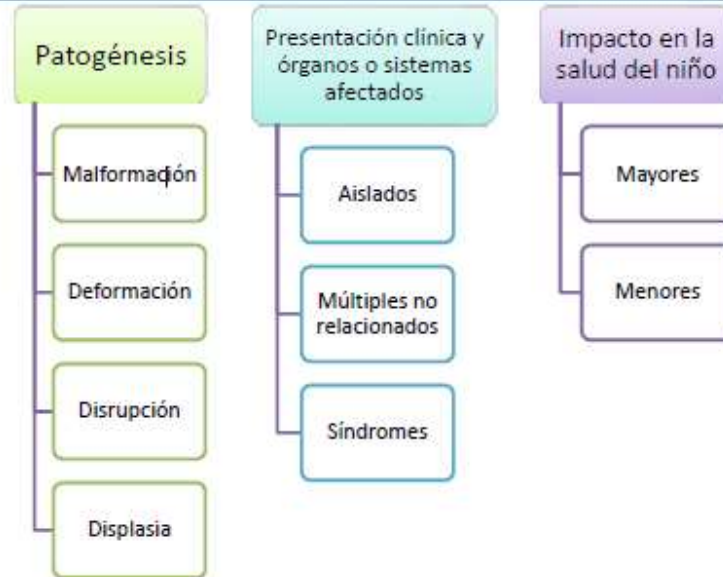 Patogénesis
Malformación
Deformación
Disrupción
Displasia
Presentación clínica y
órganos o sistemas
afectados
Aislados
Múltiples no
relacionados
Síndromes
Impacto en la
salud del niño
Mayores
Menores